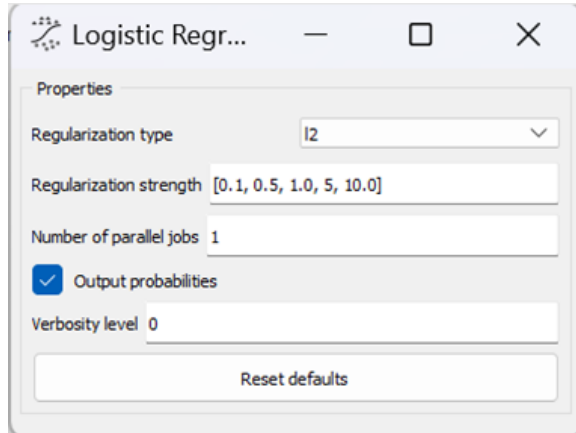 Logistic Regr...
Properties
Regularization type l2
Regularization strength [0.1, 0.5, 1.0, 5, 10.0]
Number of parallel jobs 1
Output probabilities
Verbosity level 0
Reset defaults